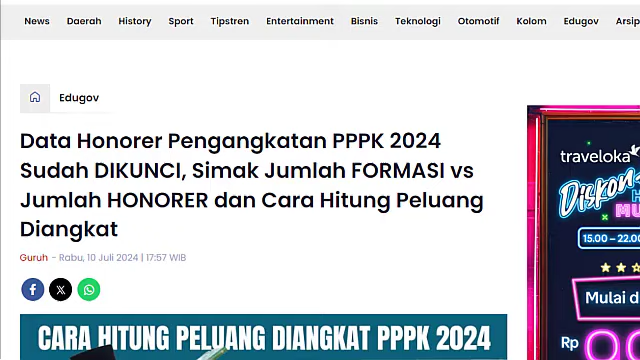 News Daerah History Sport Tipstren Entertainment Bisnis Teknologi Otomotif Kolom Edugov Arsip
Edugov
Data Honorer Pengangkatan PPPK 2024
Sudah DIKUNCI, Simak Jumlah FORMASI vs
Jumlah HONORER dan Cara Hitung Peluang
Diangkat
Guruh - Rabu, 10 Juli 2024 | 17:57 WIB
CARA HITUNG PELUANG DIANGKAT PPPK 2024
traveloka
Diskon
15.00 - 22.00
Mulai d
Rp